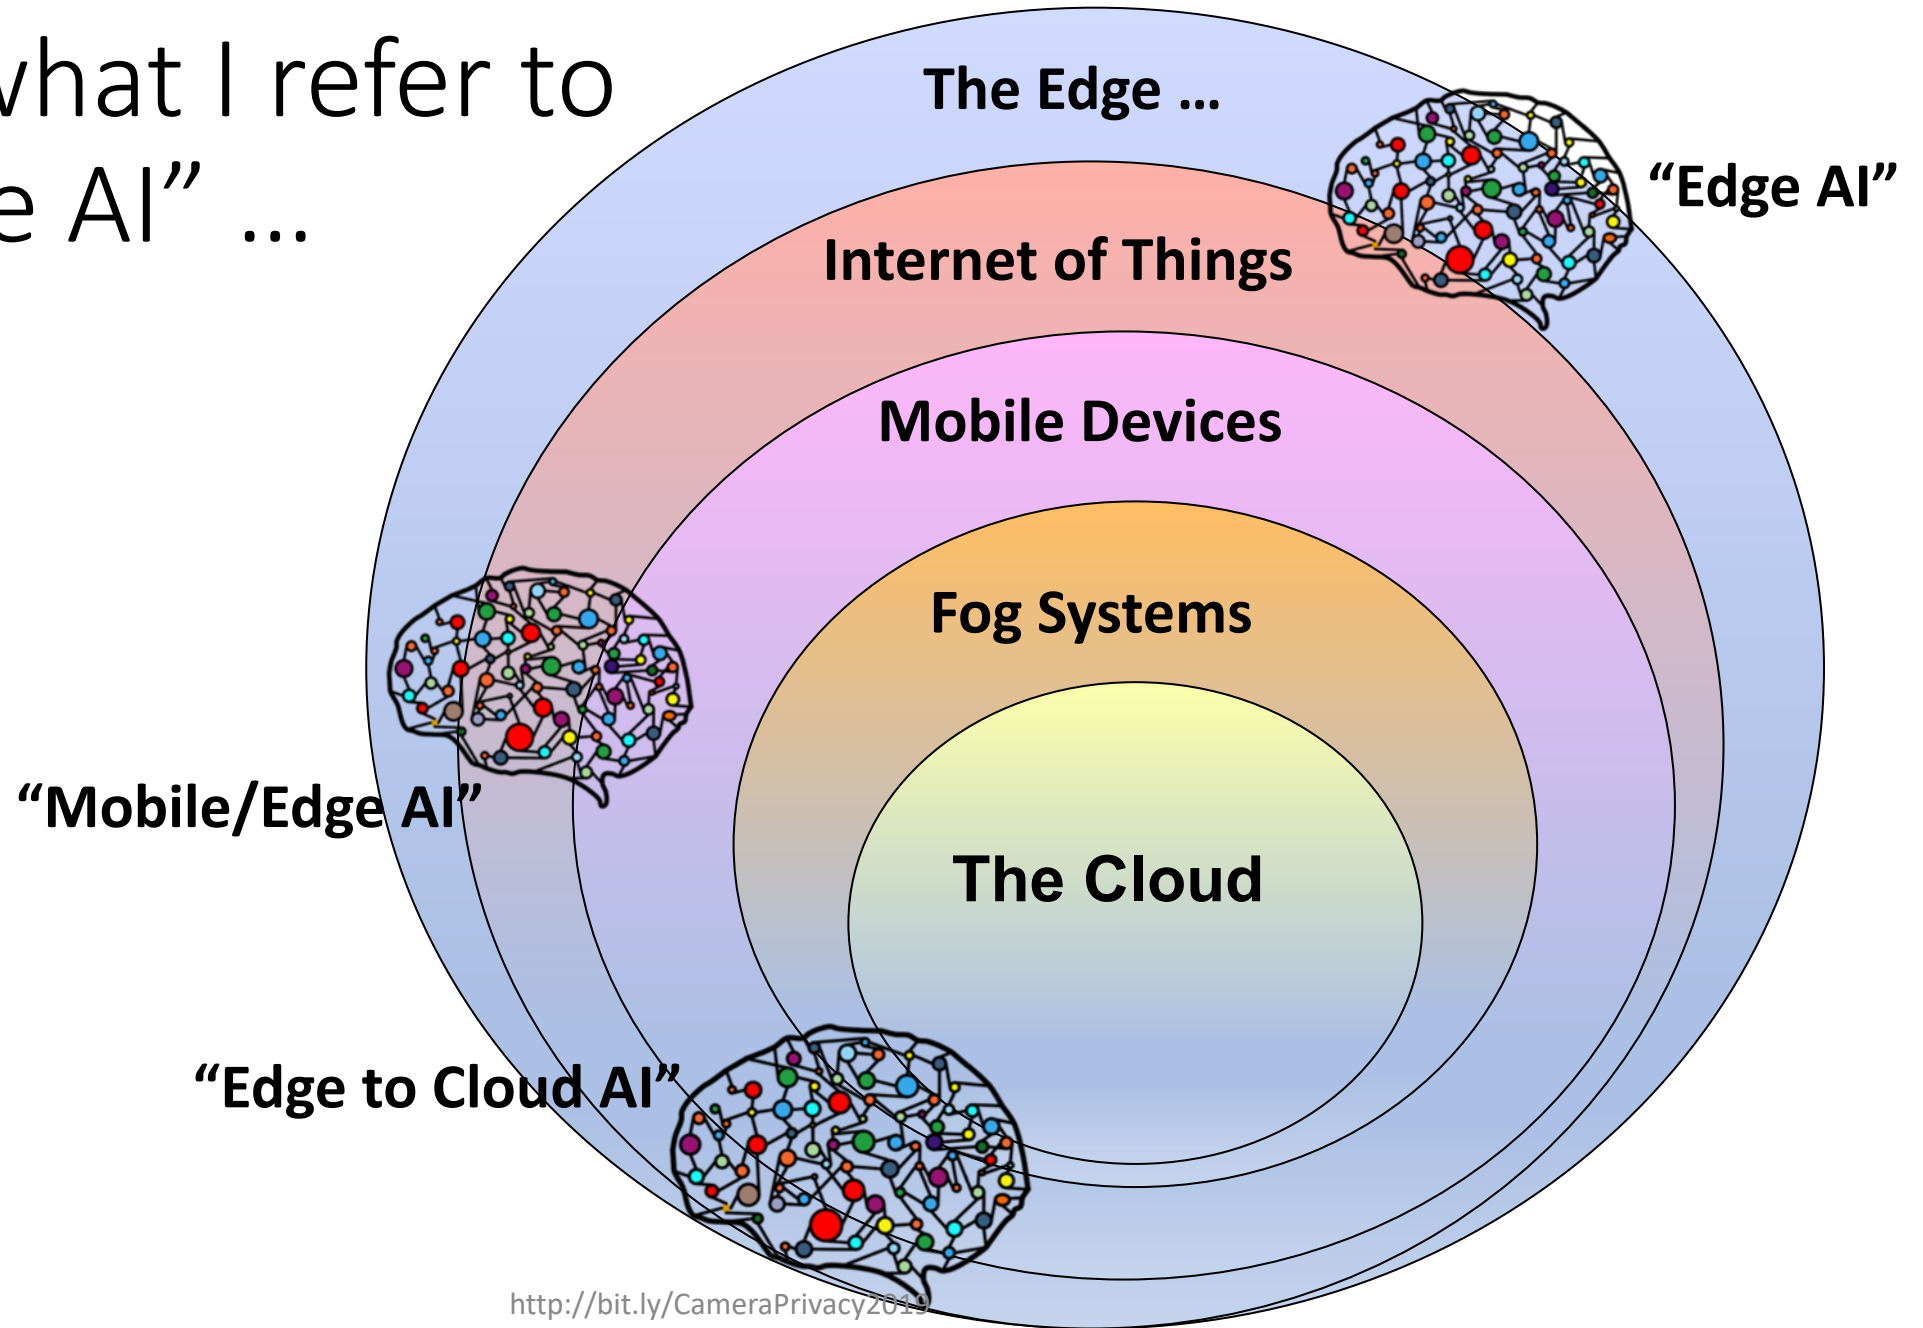 what I refer to
e AI” …
The Edge …
“Edge AI”
Internet of Things
Mobile Devices
Fog Systems
“Mobile/Edge AI”
The Cloud
“Edge to Cloud AI”
http://bit.ly/CameraPrivacy2019